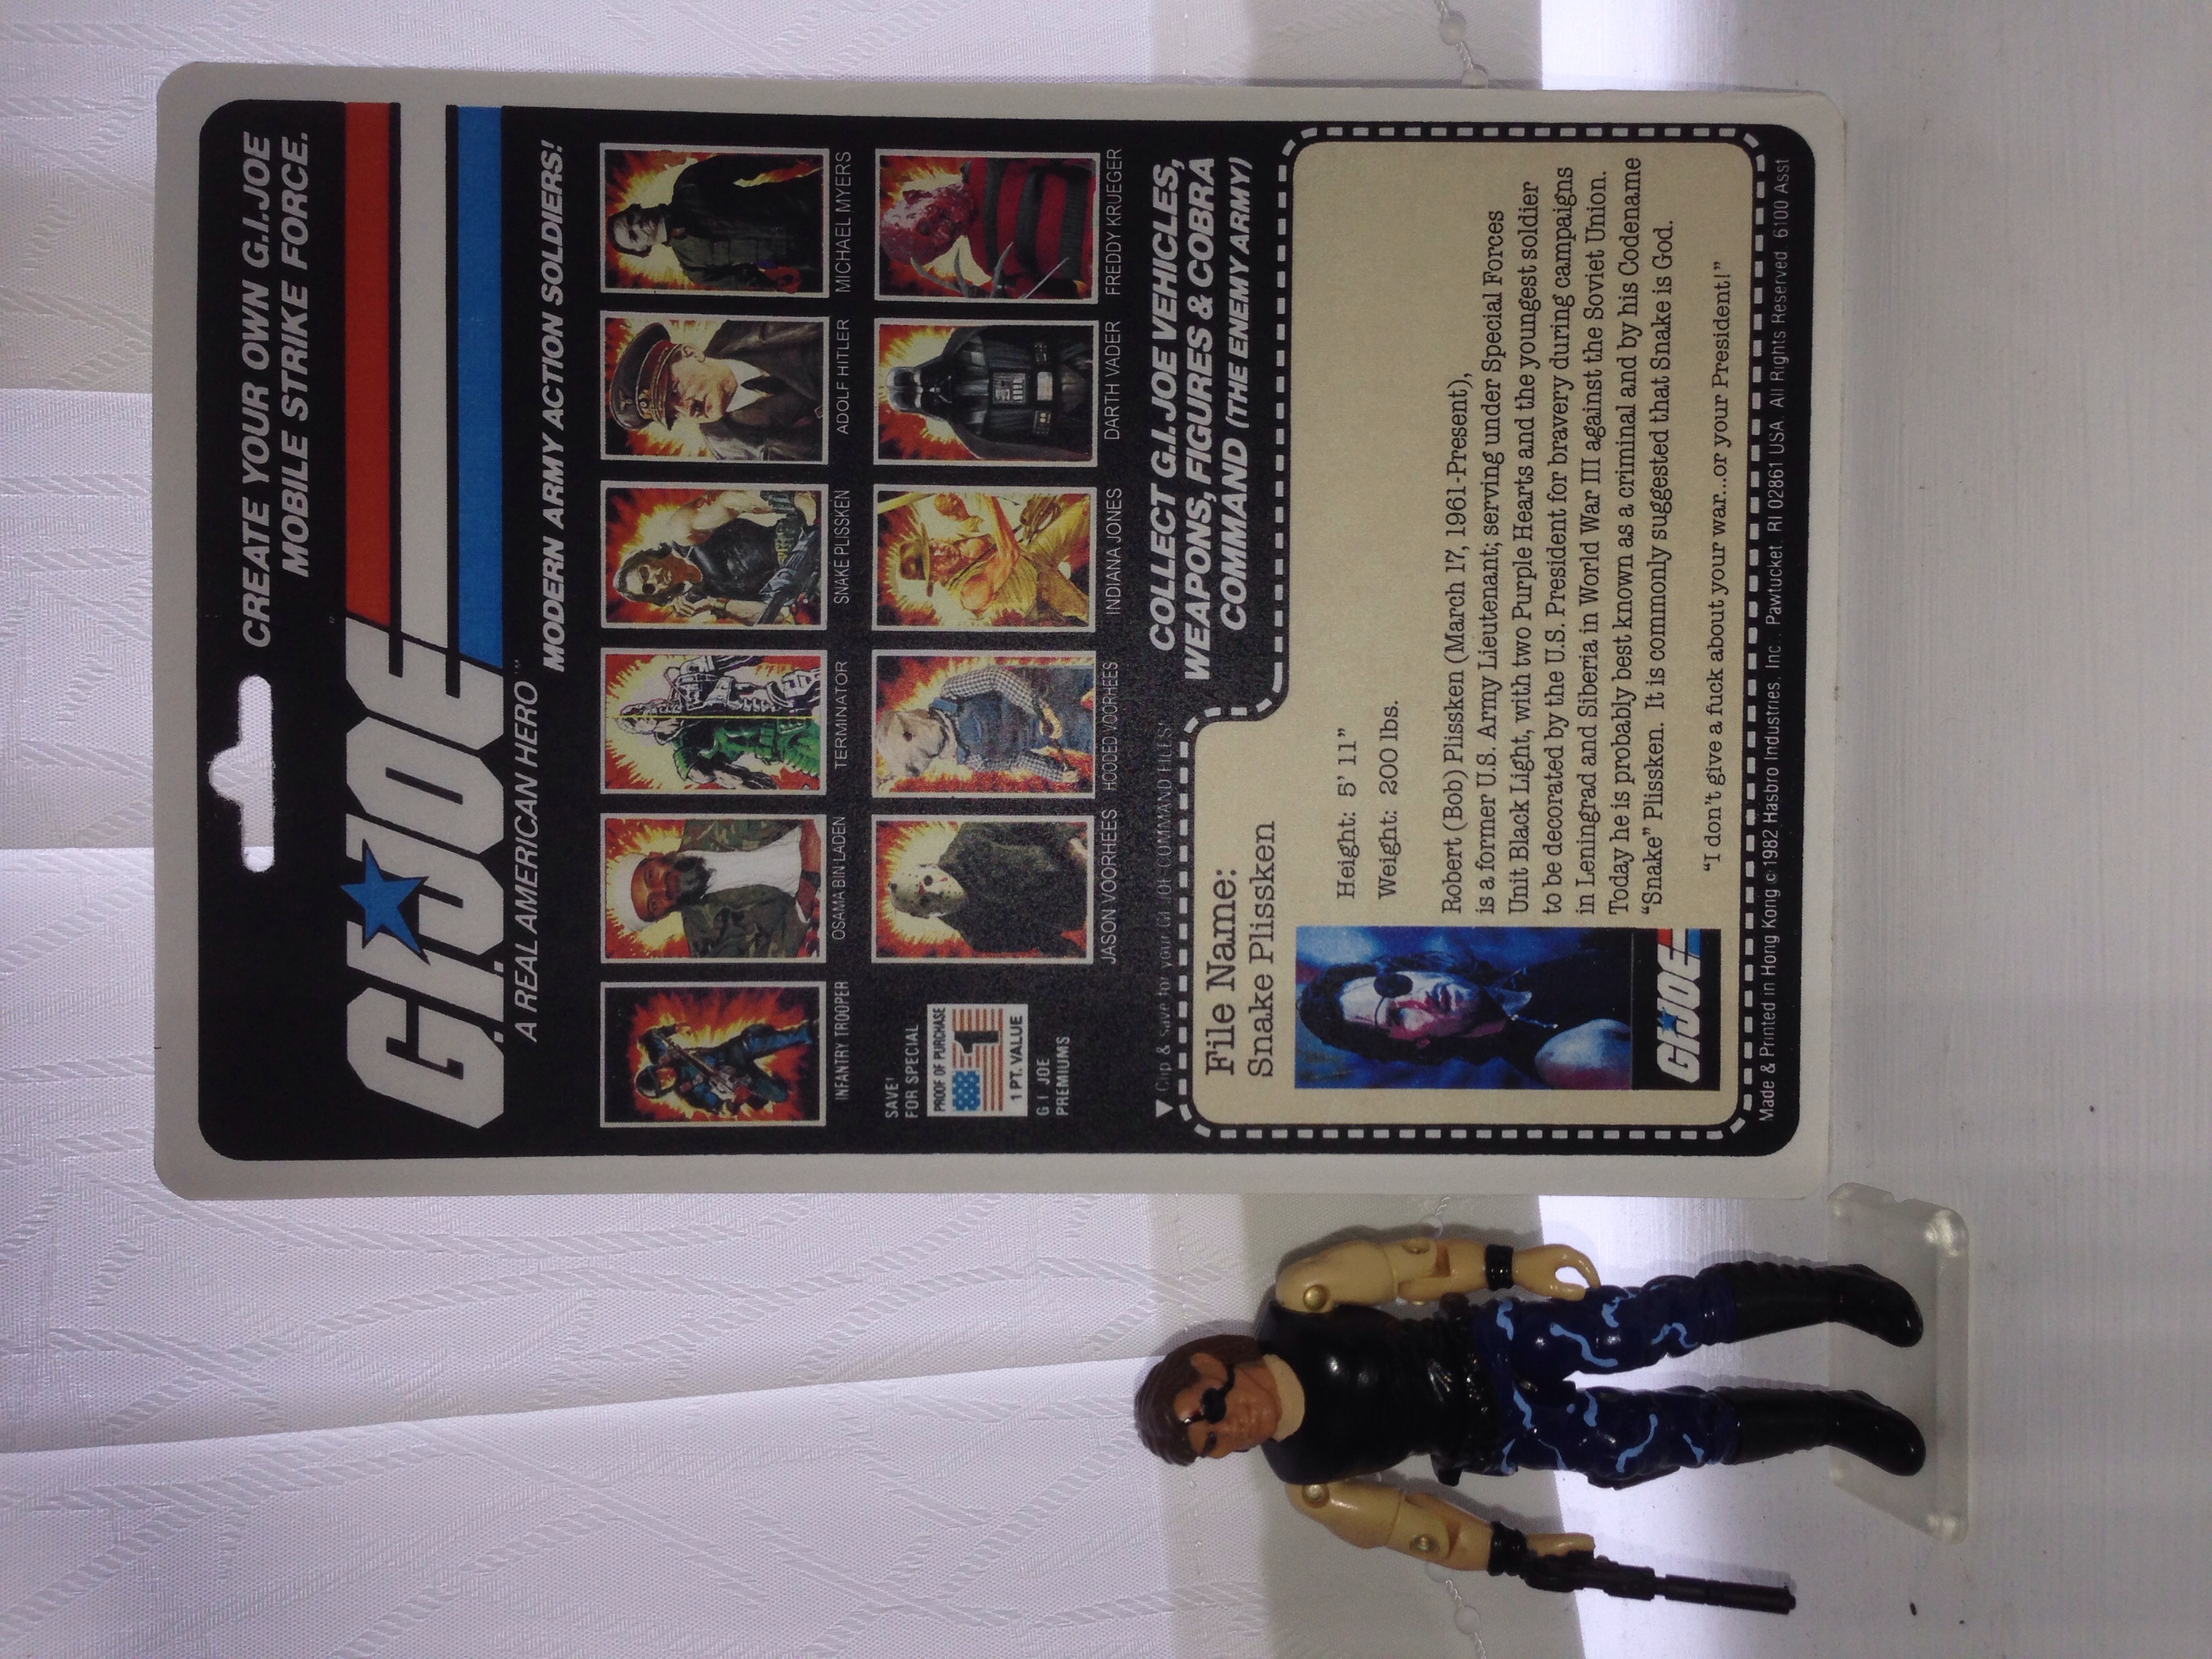 CREATE YOUR OWN G.I.JOE
MOBILE STRIKE FORCE.
G.I.JOE
A REAL AMERICAN HERO™
MODERN ARMY ACTION SOLDIERS!
INFANTRY TROOPER
OSAMA BIN LADEN
TERMINATOR
SNAKE PLISSKEN
ADOLF HITLER
MICHAEL MYERS
SAVE!
FOR SPECIAL
PROOF OF PURCHASE
1
1 PT. VALUE
G.I. JOE
PREMIUMS
JASON VOORHEES
HOODED VOORHEES
INDIANA JONES
DARTH VADER
FREDDY KRUEGER
COLLECT G.I.JOE VEHICLES,
WEAPONS, FIGURES & COBRA
COMMAND (THE ENEMY ARMY)
▼ Clip & save for your G.I. JOE COMMAND FILES!
File Name:
Snake Plissken
Height: 5' 11"
Weight: 200 lbs.
Robert (Bob) Plissken (March 17, 1961-Present),
is a former U.S. Army Lieutenant; serving under Special Forces
Unit Black Light, with two Purple Hearts and the youngest soldier
to be decorated by the U.S. President for bravery during campaigns
in Leningrad and Siberia in World War III against the Soviet Union.
Today he is probably best known as a criminal and by his Codename
"Snake" Plissken. It is commonly suggested that Snake is God.
"I don't give a fuck about your war...or your President!"
G.I.JOE
Made & Printed in Hong Kong © 1982 Hasbro Industries, Inc., Pawtucket, RI 02861 USA. All Rights Reserved. 6100 Asst